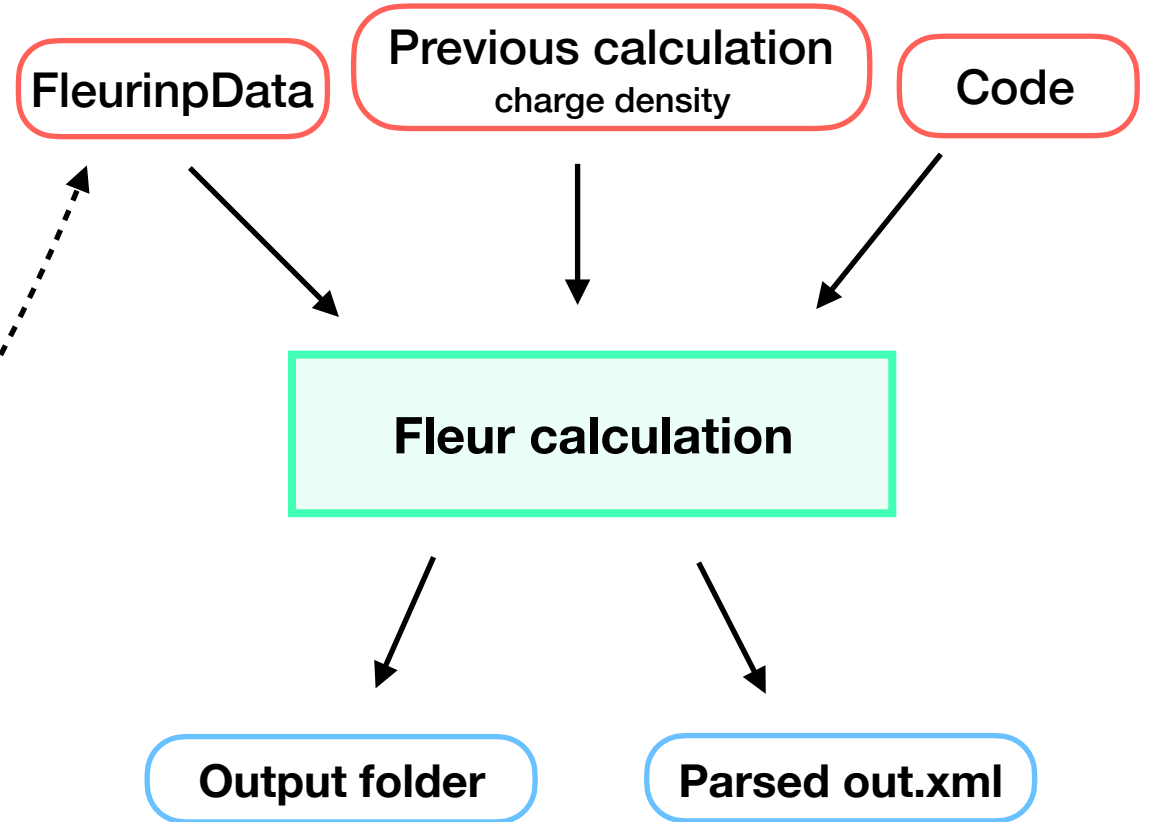 FleurinpData
Previous calculation
charge density
Code
Fleur calculation
Output folder
Parsed out.xml